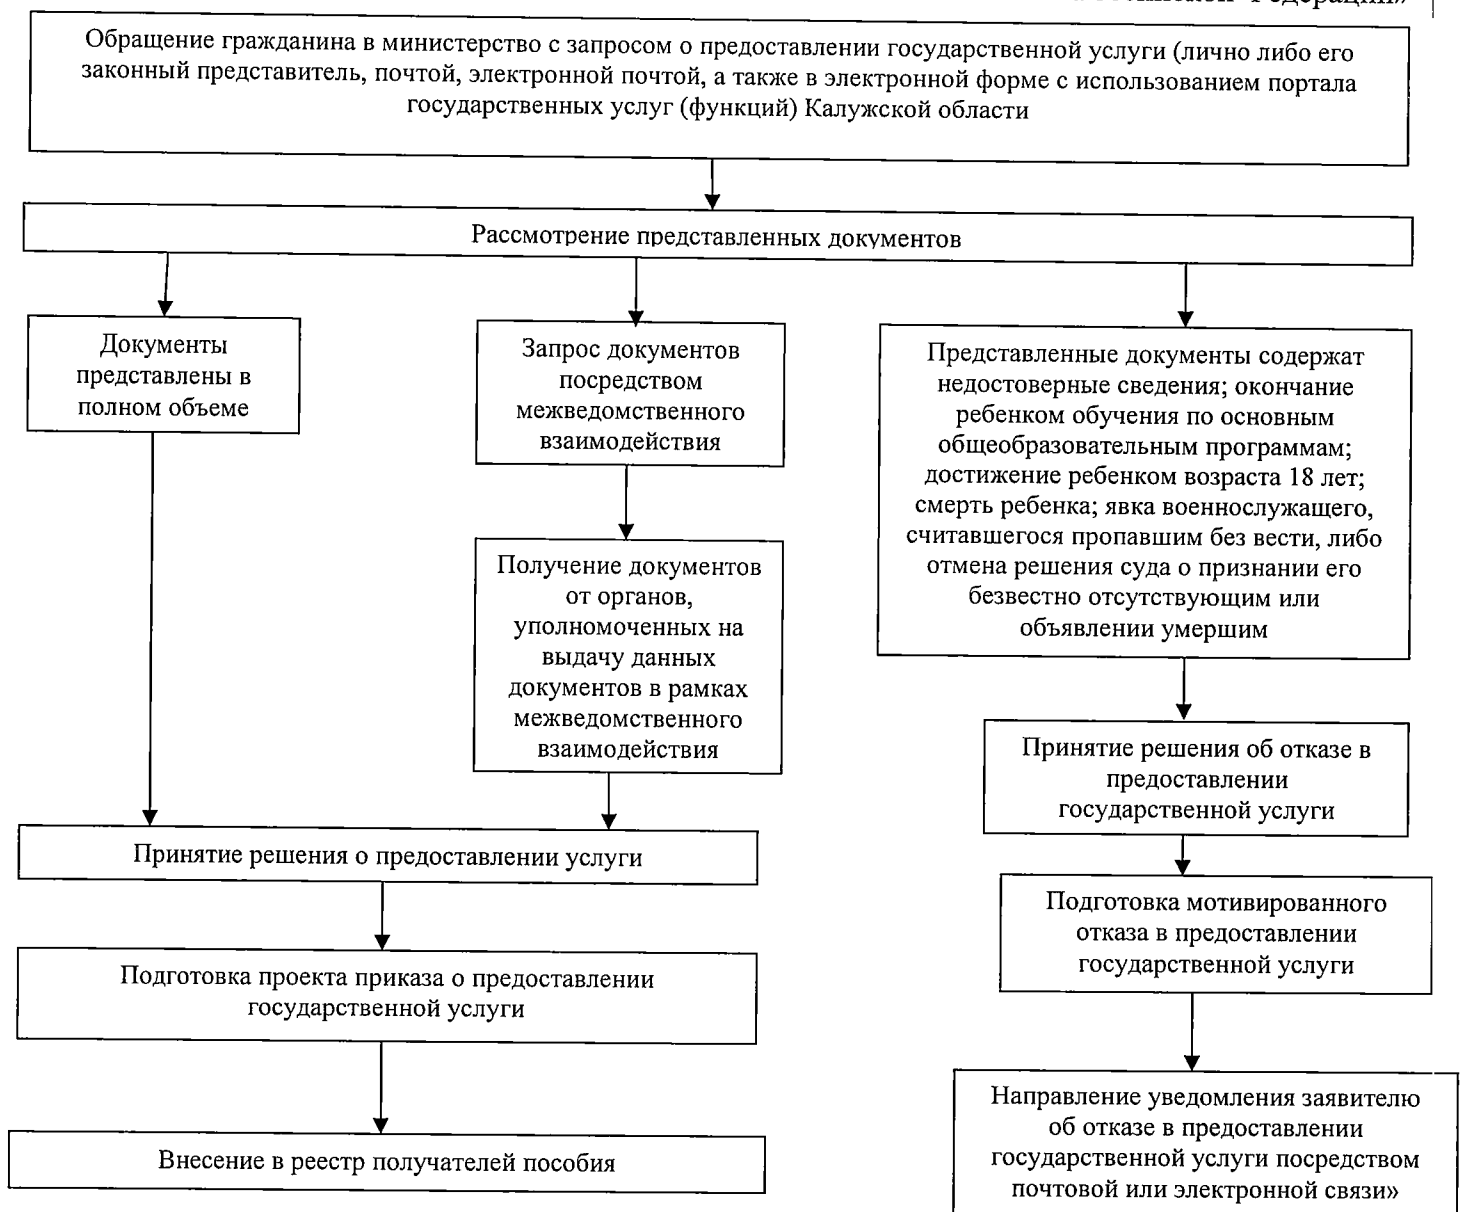 Федерации»
Обращение гражданина в министерство с запросом о предоставлении государственной услуги (лично либо его
законный представитель, почтой, электронной почтой, а также в электронной форме с использованием портала
государственных услуг (функций) Калужской области
Рассмотрение представленных документов
Документы
представлены в
полном объеме
Запрос документов
посредством
межведомственного
взаимодействия
Получение документов
от органов,
уполномоченных на
выдачу данных
документов в рамках
межведомственного
взаимодействия
Представленные документы содержат
недостоверные сведения; окончание
ребенком обучения по основным
общеобразовательным программам;
достижение ребенком возраста 18 лет;
смерть ребенка; явка военнослужащего,
считавшегося пропавшим без вести, либо
отмена решения суда о признании его
безвестно отсутствующим или
объявлении умершим
Принятие решения об отказе в
предоставлении
государственной услуги
Принятие решения о предоставлении услуги
Подготовка мотивированного
отказа в предоставлении
государственной услуги
Подготовка проекта приказа о предоставлении
государственной услуги
Направление уведомления заявителю
об отказе в предоставлении
государственной услуги посредством
почтовой или электронной связи»
Внесение в реестр получателей пособия